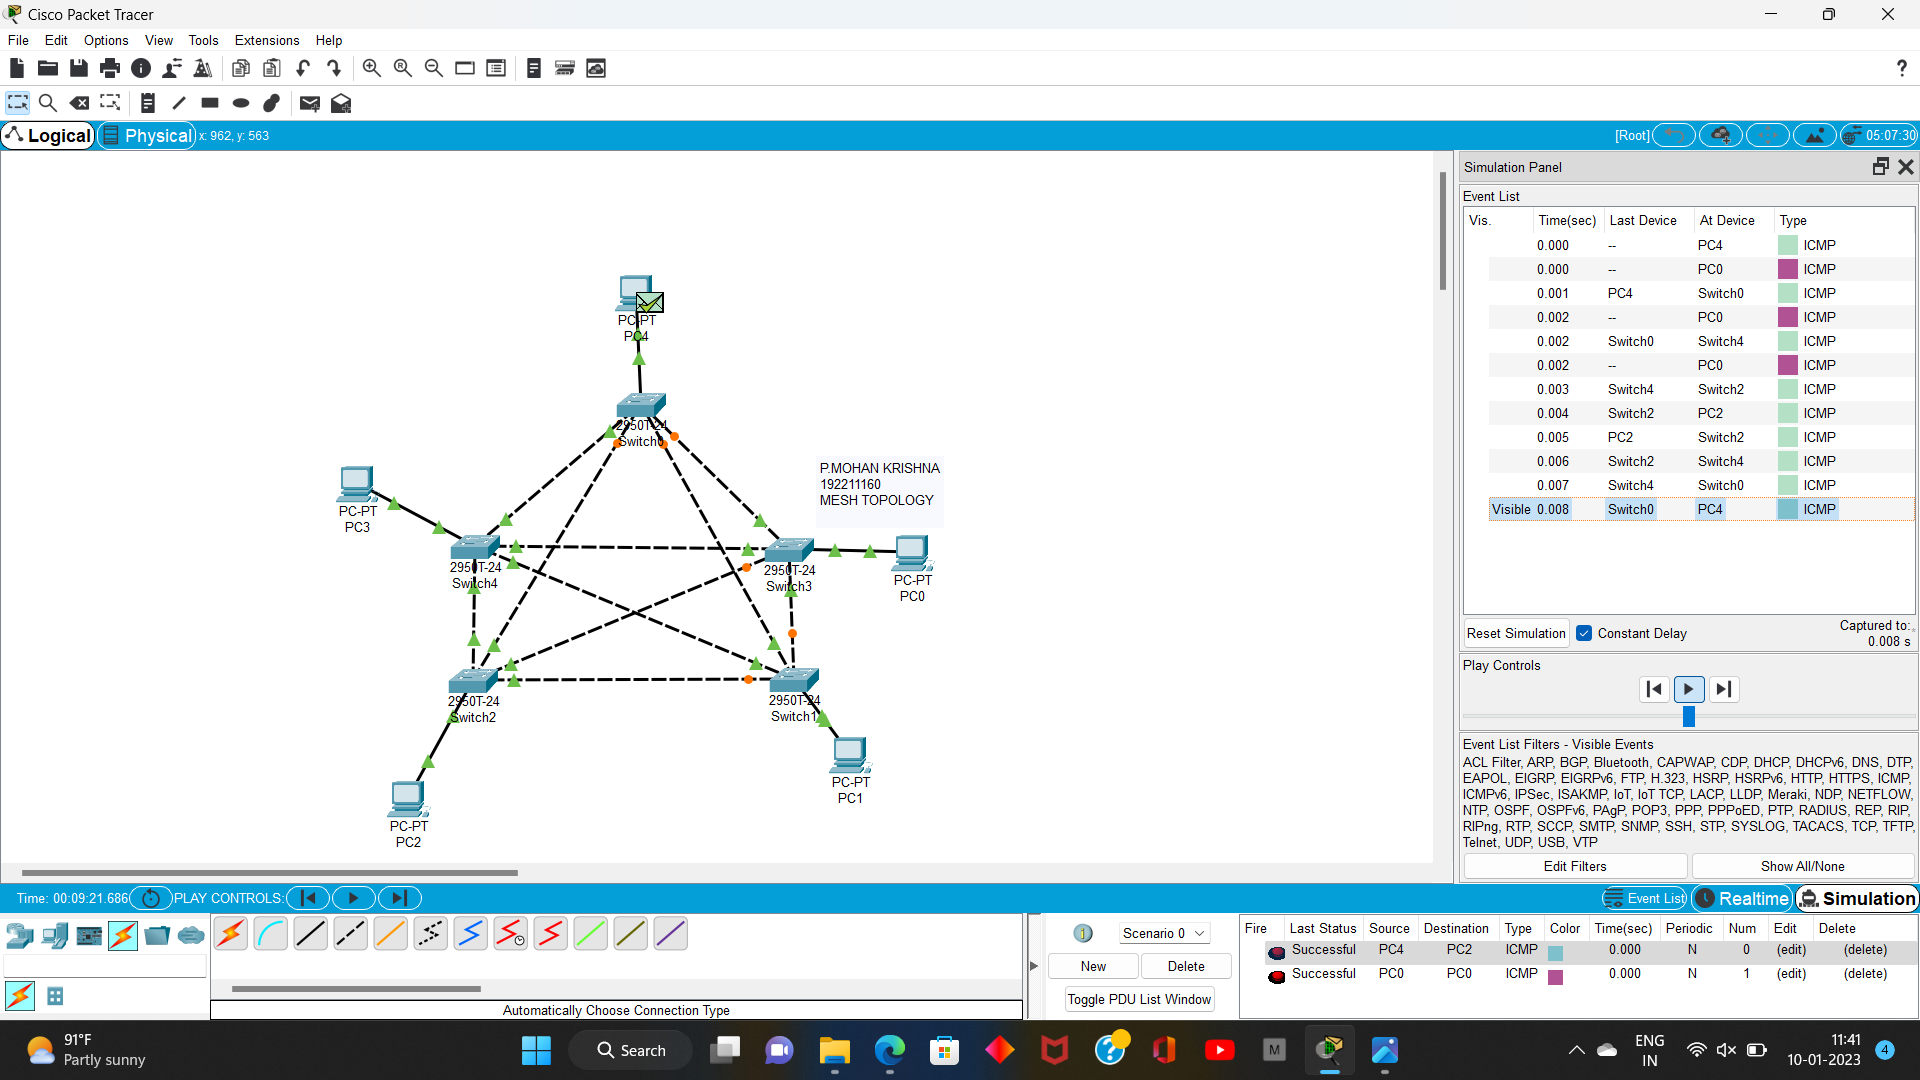 Cisco Packet Tracer
File Edit Options View Tools Extensions Help
Logical Physical x: 962, y: 563 [Root] 05:07:30
PC-PT
PC4
2950T-24
Switch0
P.MOHAN KRISHNA
192211160
MESH TOPOLOGY
PC-PT
PC3
2950T-24
Switch4
2950T-24
Switch3
PC-PT
PC0
2950T-24
Switch2
2950T-24
Switch1
PC-PT
PC1
PC-PT
PC2
Simulation Panel
Event List
Vis. Time(sec) Last Device At Device Type
0.000 -- PC4 ICMP
0.000 -- PC0 ICMP
0.001 PC4 Switch0 ICMP
0.002 -- PC0 ICMP
0.002 Switch0 Switch4 ICMP
0.002 -- PC0 ICMP
0.003 Switch4 Switch2 ICMP
0.004 Switch2 PC2 ICMP
0.005 PC2 Switch2 ICMP
0.006 Switch2 Switch4 ICMP
0.007 Switch4 Switch0 ICMP
Visible 0.008 Switch0 PC4 ICMP
Reset Simulation Constant Delay Captured to:
0.008 s
Play Controls
Event List Filters - Visible Events
ACL Filter, ARP, BGP, Bluetooth, CAPWAP, CDP, DHCP, DHCPv6, DNS, DTP,
EAPOL, EIGRP, EIGRPv6, FTP, H.323, HSRP, HSRPv6, HTTP, HTTPS, ICMP,
ICMPv6, IPSec, ISAKMP, IoT, IoT TCP, LACP, LLDP, Meraki, NDP, NETFLOW,
NTP, OSPF, OSPFv6, PAgP, POP3, PPP, PPPoED, PTP, RADIUS, REP, RIP,
RIPng, RTP, SCCP, SMTP, SNMP, SSH, STP, SYSLOG, TACACS, TCP, TFTP,
Telnet, UDP, USB, VTP
Edit Filters Show All/None
Time: 00:09:21.686 PLAY CONTROLS: Event List Realtime Simulation
Automatically Choose Connection Type
Scenario 0
New Delete
Toggle PDU List Window
Fire Last Status Source Destination Type Color Time(sec) Periodic Num Edit Delete
Successful PC4 PC2 ICMP 0.000 N 0 (edit) (delete)
Successful PC0 PC0 ICMP 0.000 N 1 (edit) (delete)
91°F
Partly sunny
Search
M
ENG
IN
11:41
10-01-2023
4